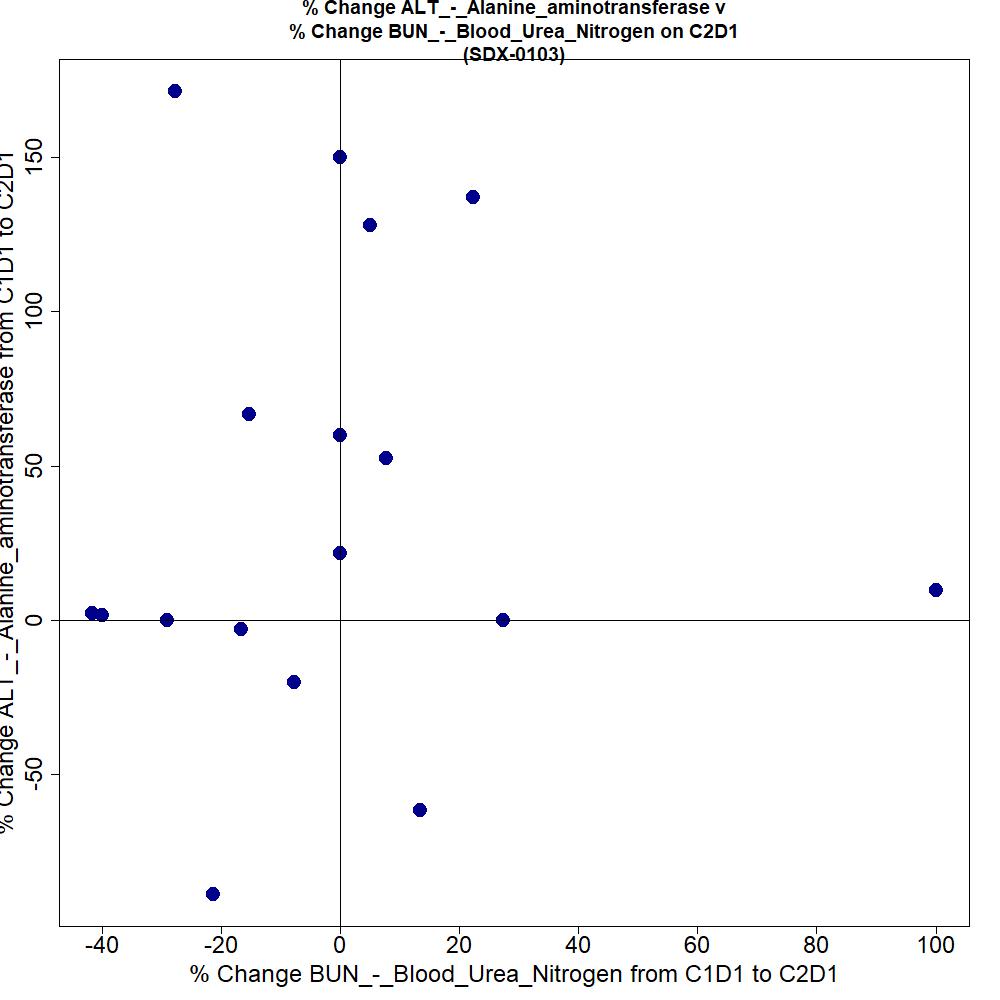 % Change ALT_-_Alanine_aminotransferase v
% Change BUN_-_Blood_Urea_Nitrogen on C2D1
(SDX-0103)
% Change ALT_-_Alanine_aminotransferase from C1D1 to C2D1
150
100
50
0
-50
-40 -20 0 20 40 60 80 100
% Change BUN_-_Blood_Urea_Nitrogen from C1D1 to C2D1